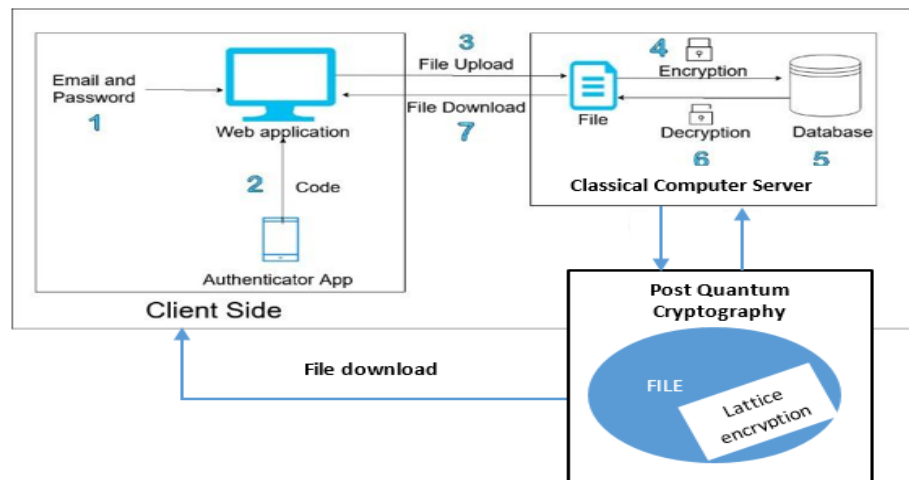 3
File Upload
4
Encryption
Email and
Password
1
Web application
File Download
7
File
Decryption
6
Database
5
2
Code
Classical Computer Server
Authenticator App
Client Side
Post Quantum
Cryptography
File download
FILE
Lattice
encryption